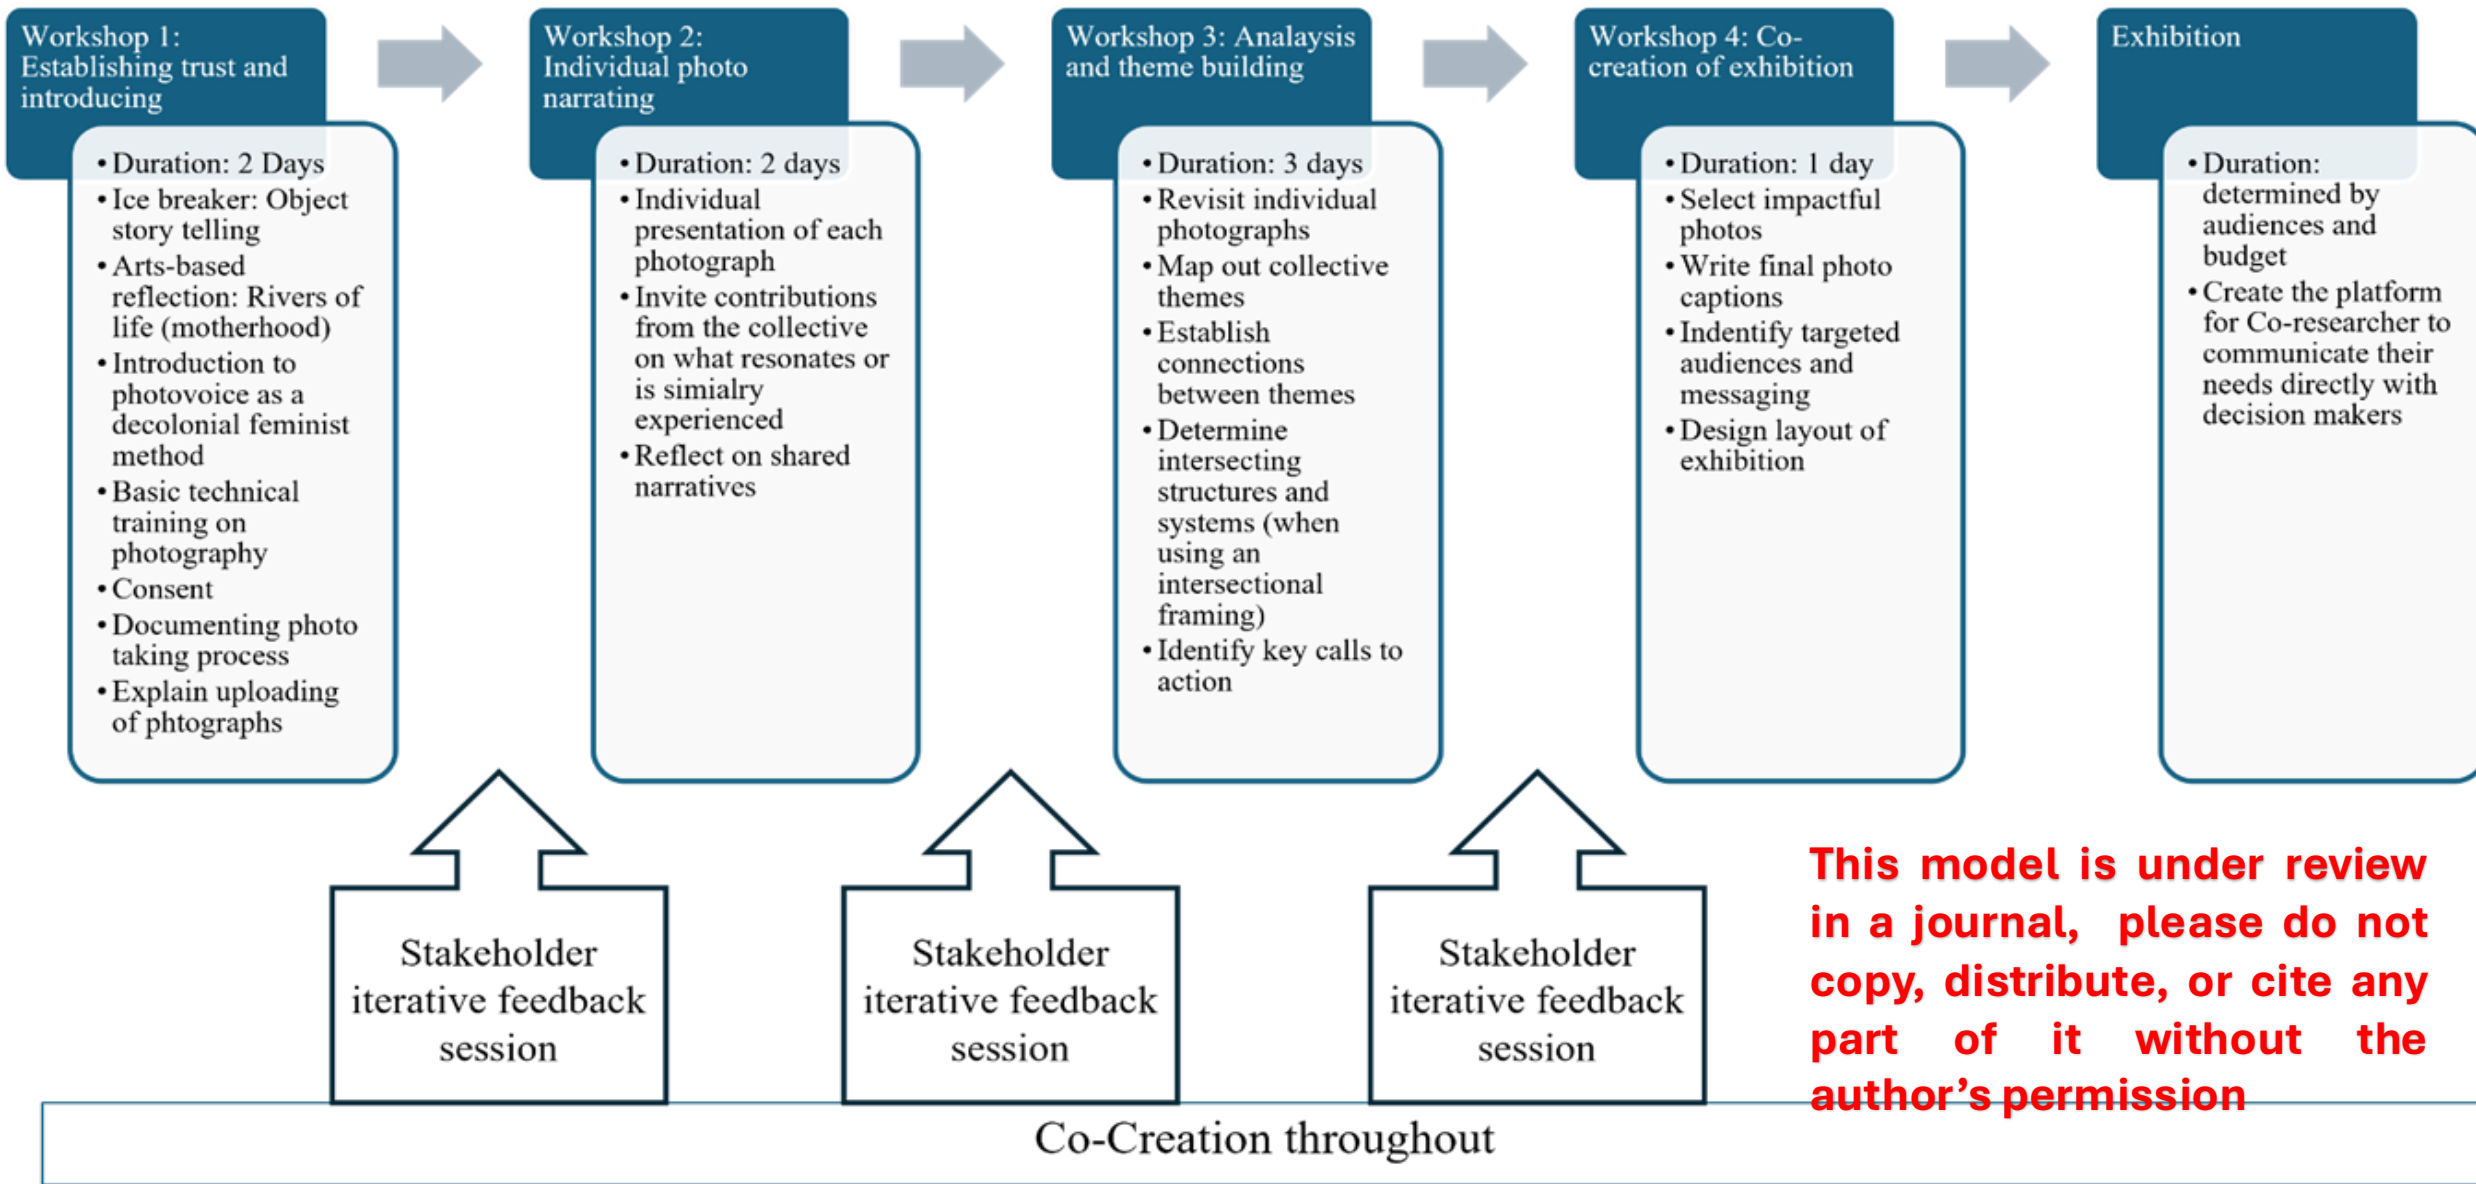 Workshop 1:
Establishing trust and
introducing
• Duration: 2 Days
• Ice breaker: Object
story telling
• Arts-based
reflection: Rivers of
life (motherhood)
• Introduction to
photovoice as a
decolonial feminist
method
• Basic technical
training on
photography
• Consent
• Documenting photo
taking process
• Explain uploading
of phtographs
Workshop 2:
Individual photo
narrating
• Duration: 2 days
• Individual
presentation of each
photograph
• Invite contributions
from the collective
on what resonates or
is simialry
experienced
• Reflect on shared
narratives
Workshop 3: Analaysis
and theme building
• Duration: 3 days
• Revisit individual
photographs
• Map out collective
themes
• Establish
connections
between themes
• Determine
intersecting
structures and
systems (when
using an
intersectional
framing)
• Identify key calls to
action
Workshop 4: Co-
creation of exhibition
• Duration: 1 day
• Select impactful
photos
• Write final photo
captions
• Indentify targeted
audiences and
messaging
• Design layout of
exhibition
Exhibition
• Duration:
determined by
audiences and
budget
• Create the platform
for Co-researcher to
communicate their
needs directly with
decision makers
Stakeholder
iterative feedback
session
Stakeholder
iterative feedback
session
Stakeholder
iterative feedback
session
This model is under review
in a journal, please do not
copy, distribute, or cite any
part of it without the
author's permission
Co-Creation throughout